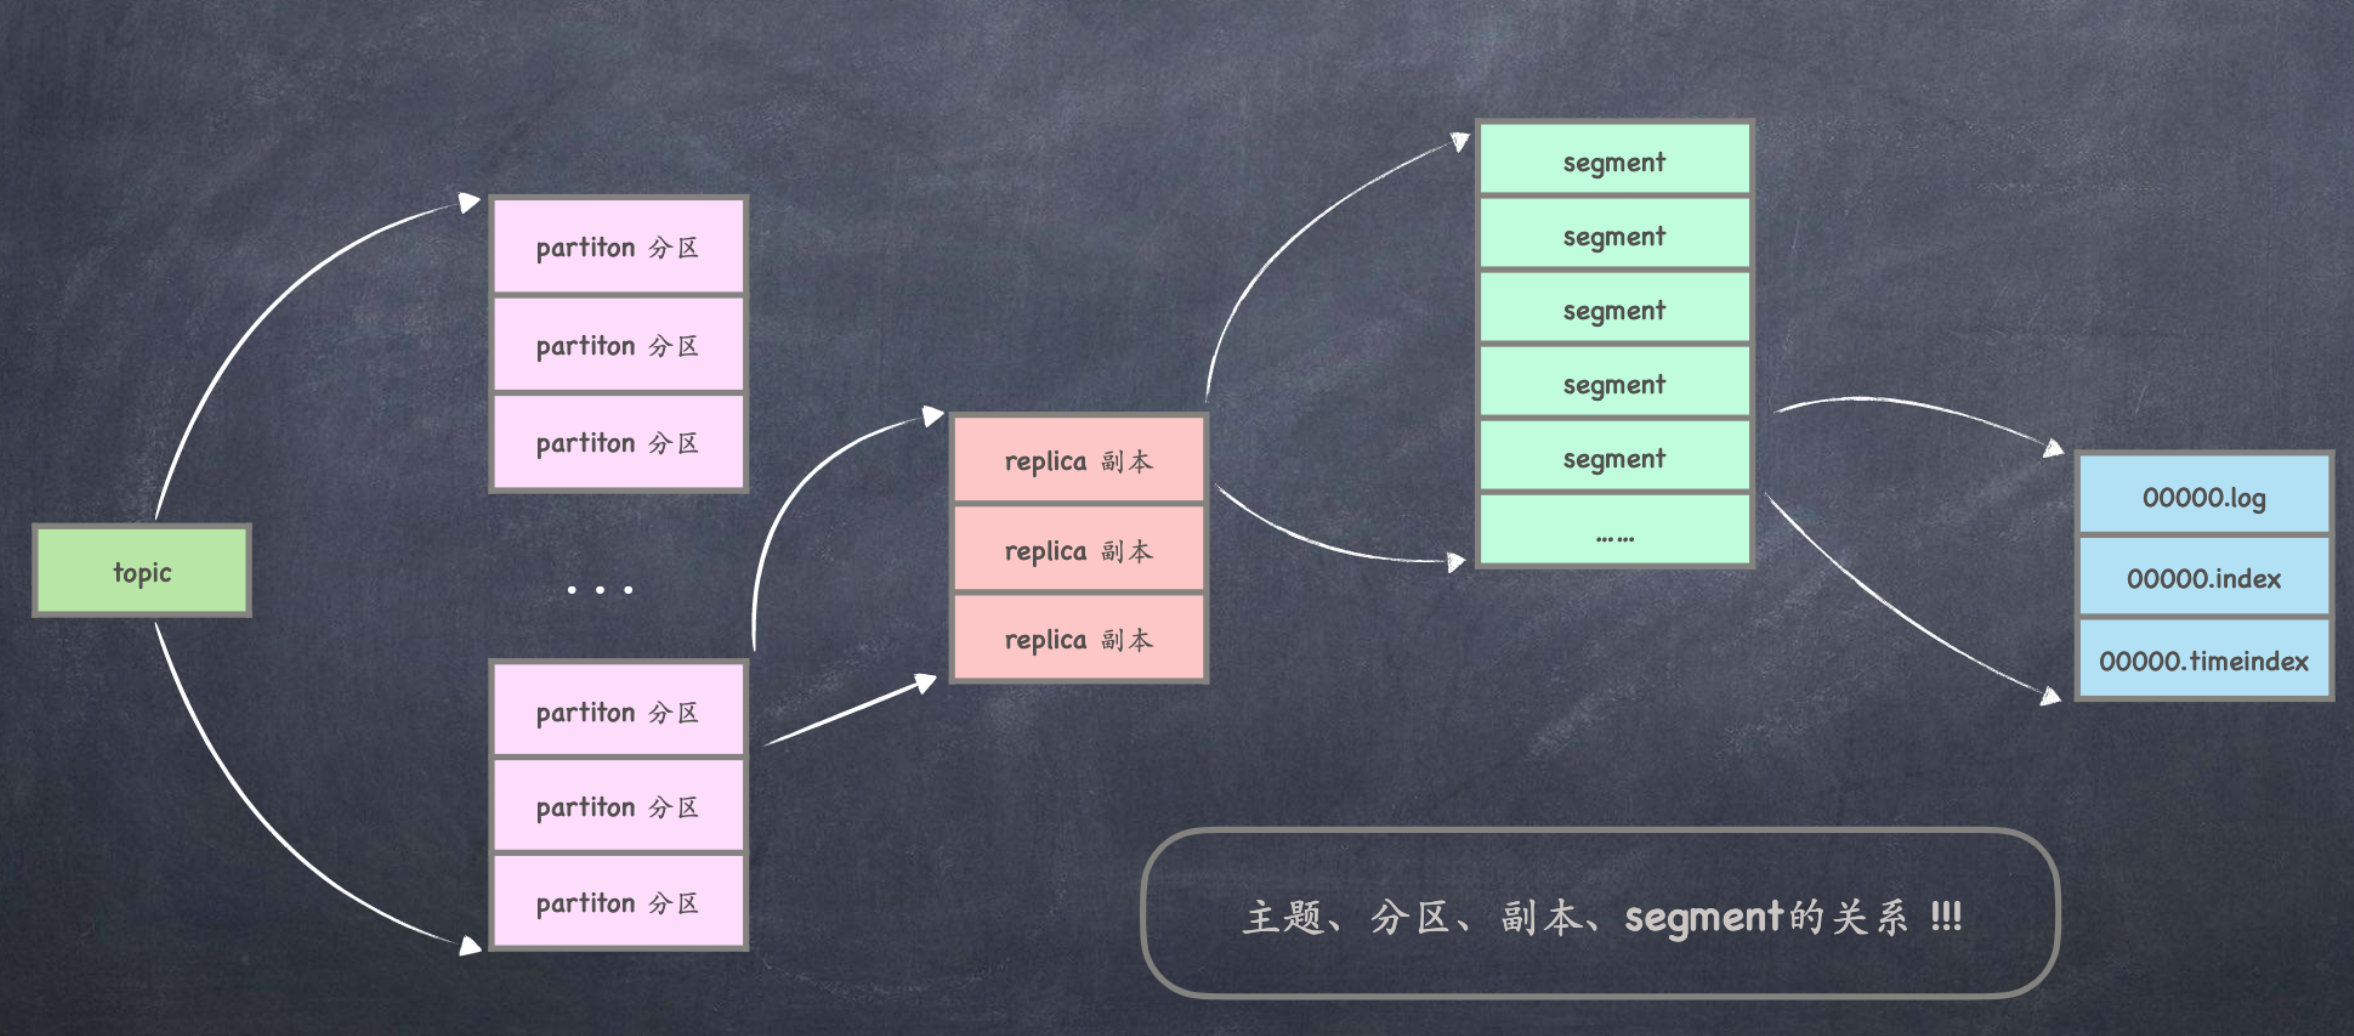 topic
partiton 分区
partiton 分区
partiton 分区
...
partiton 分区
partiton 分区
partiton 分区
replica 副本
replica 副本
replica 副本
segment
segment
segment
segment
segment
……
00000.log
00000.index
00000.timeindex
主题、分区、副本、segment的关系 !!!